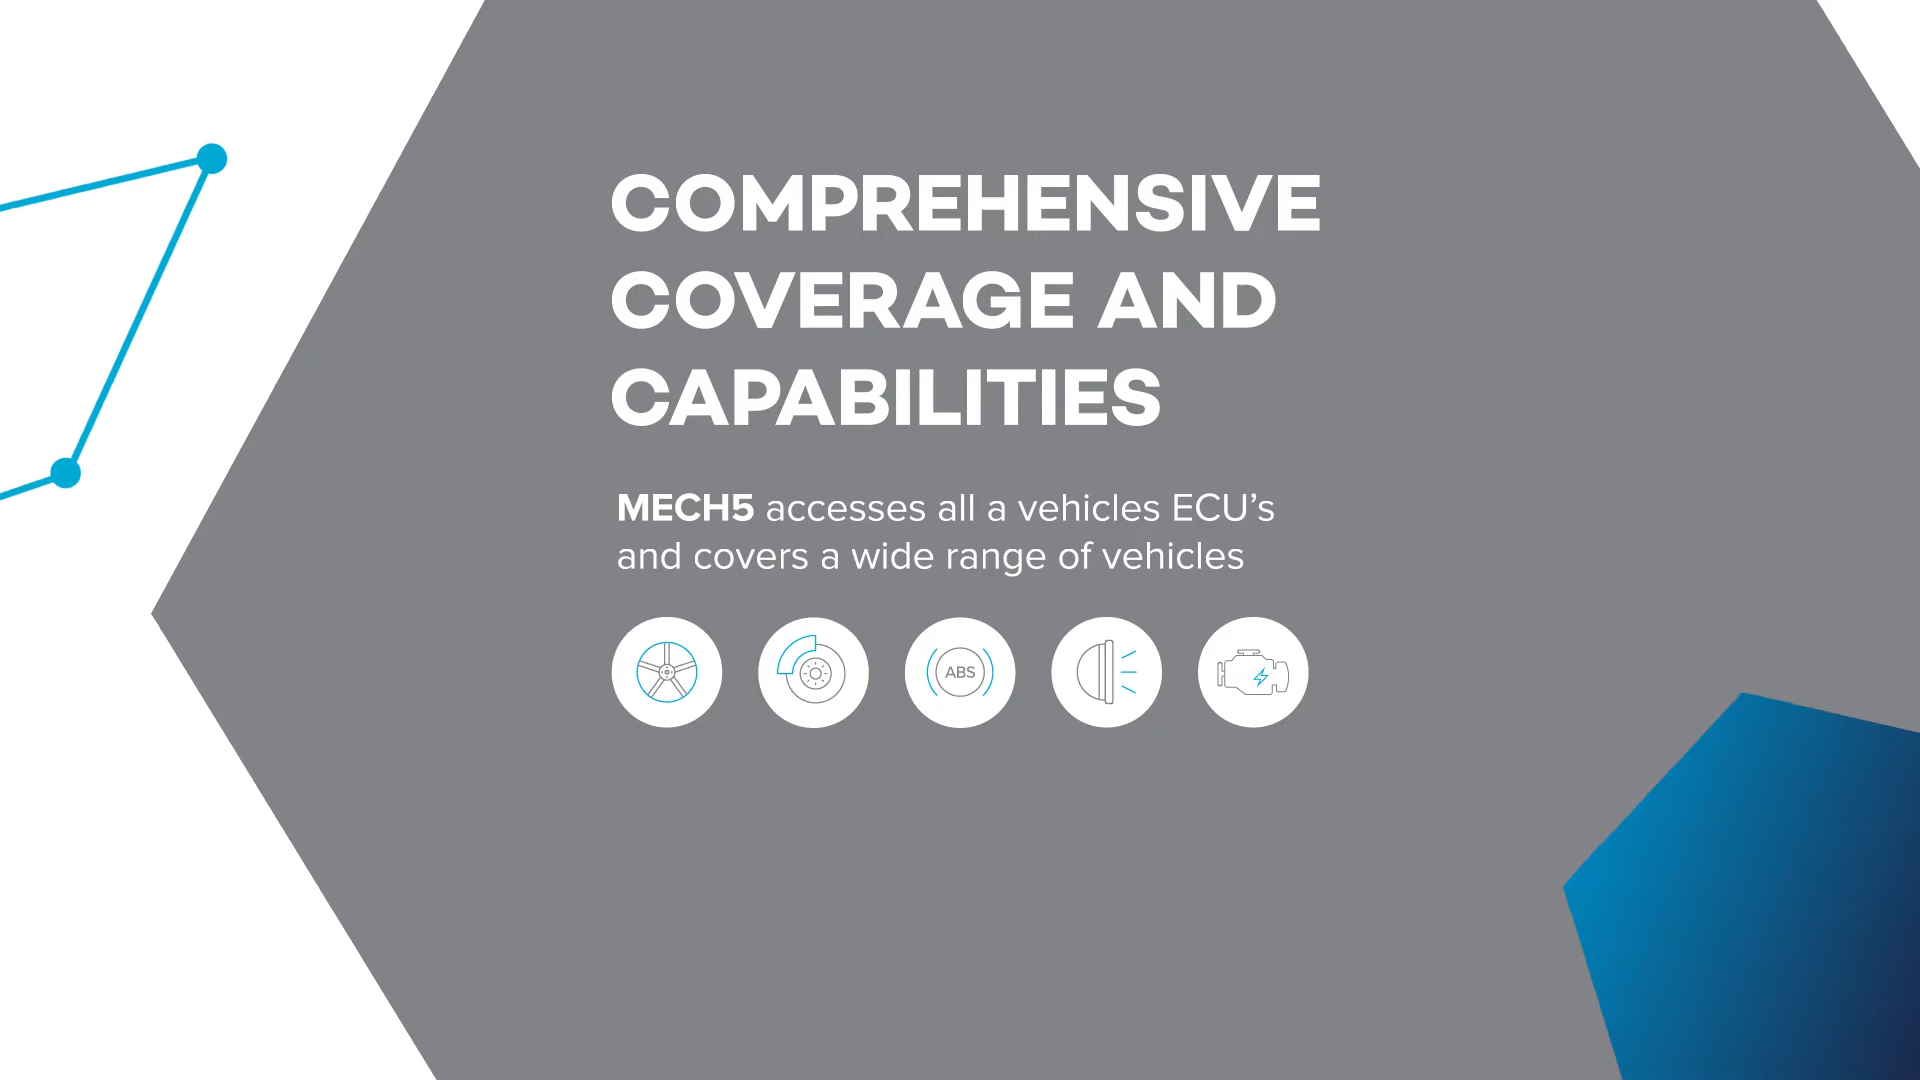 COMPREHENSIVE
COVERAGE AND
CAPABILITIES
MECH5 accesses all a vehicles ECU’s
and covers a wide range of vehicles
ABS